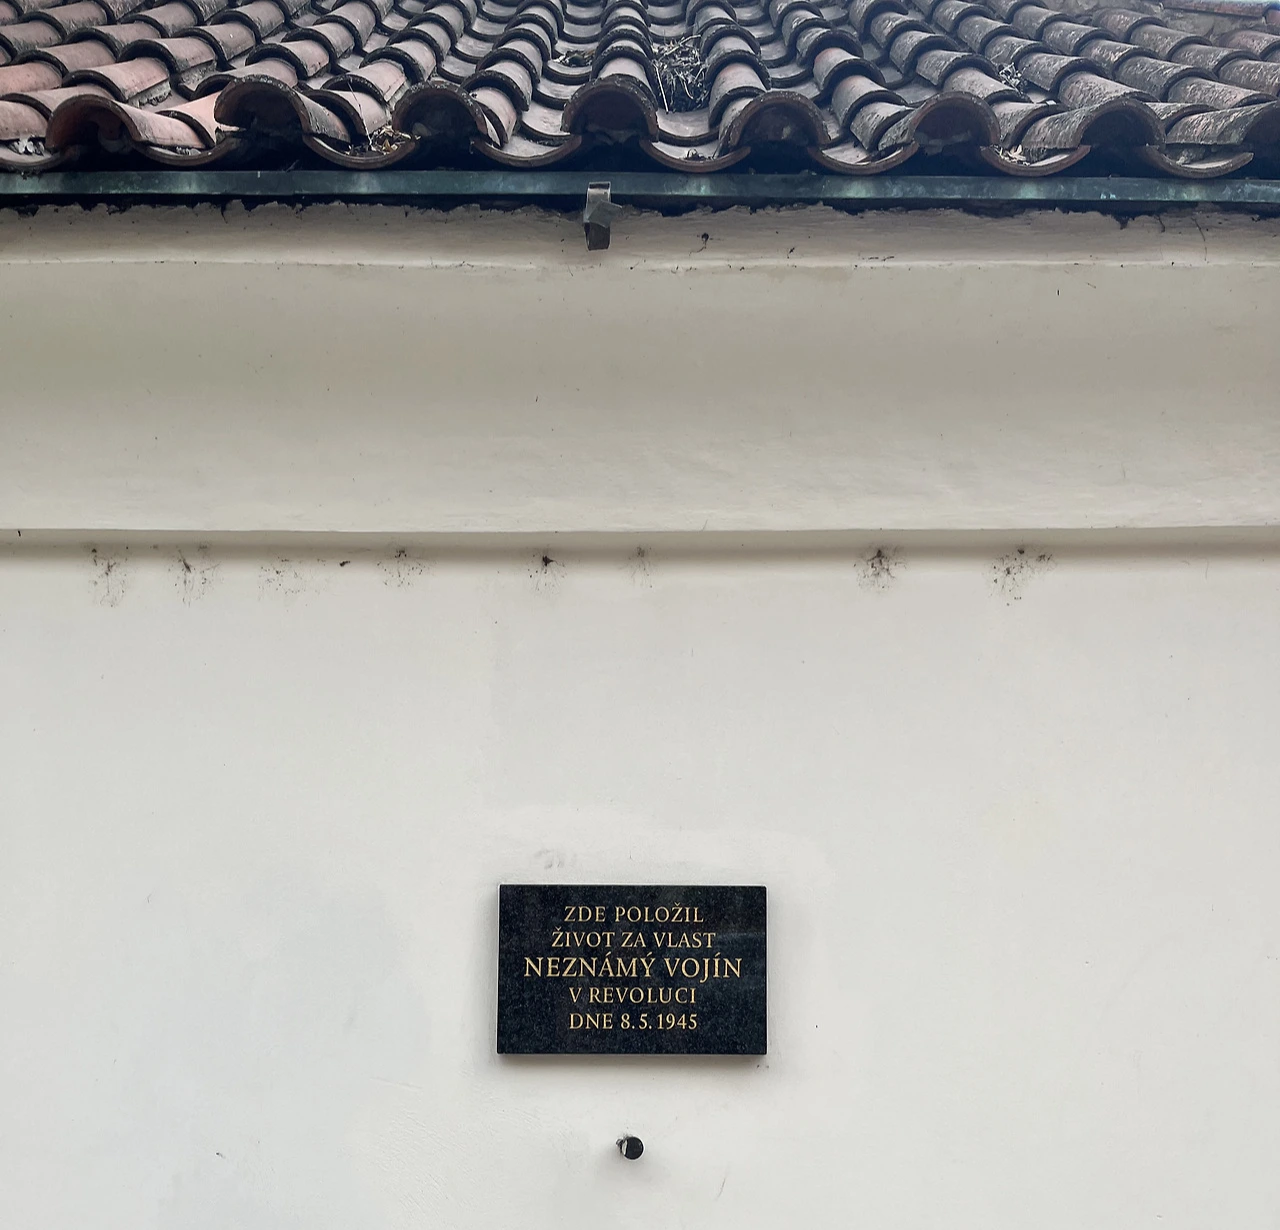 ZDE POLOŽIL
ŽIVOT ZA VLAST
NEZNÁMÝ VOJÍN
V REVOLUCI
DNE 8.5.1945